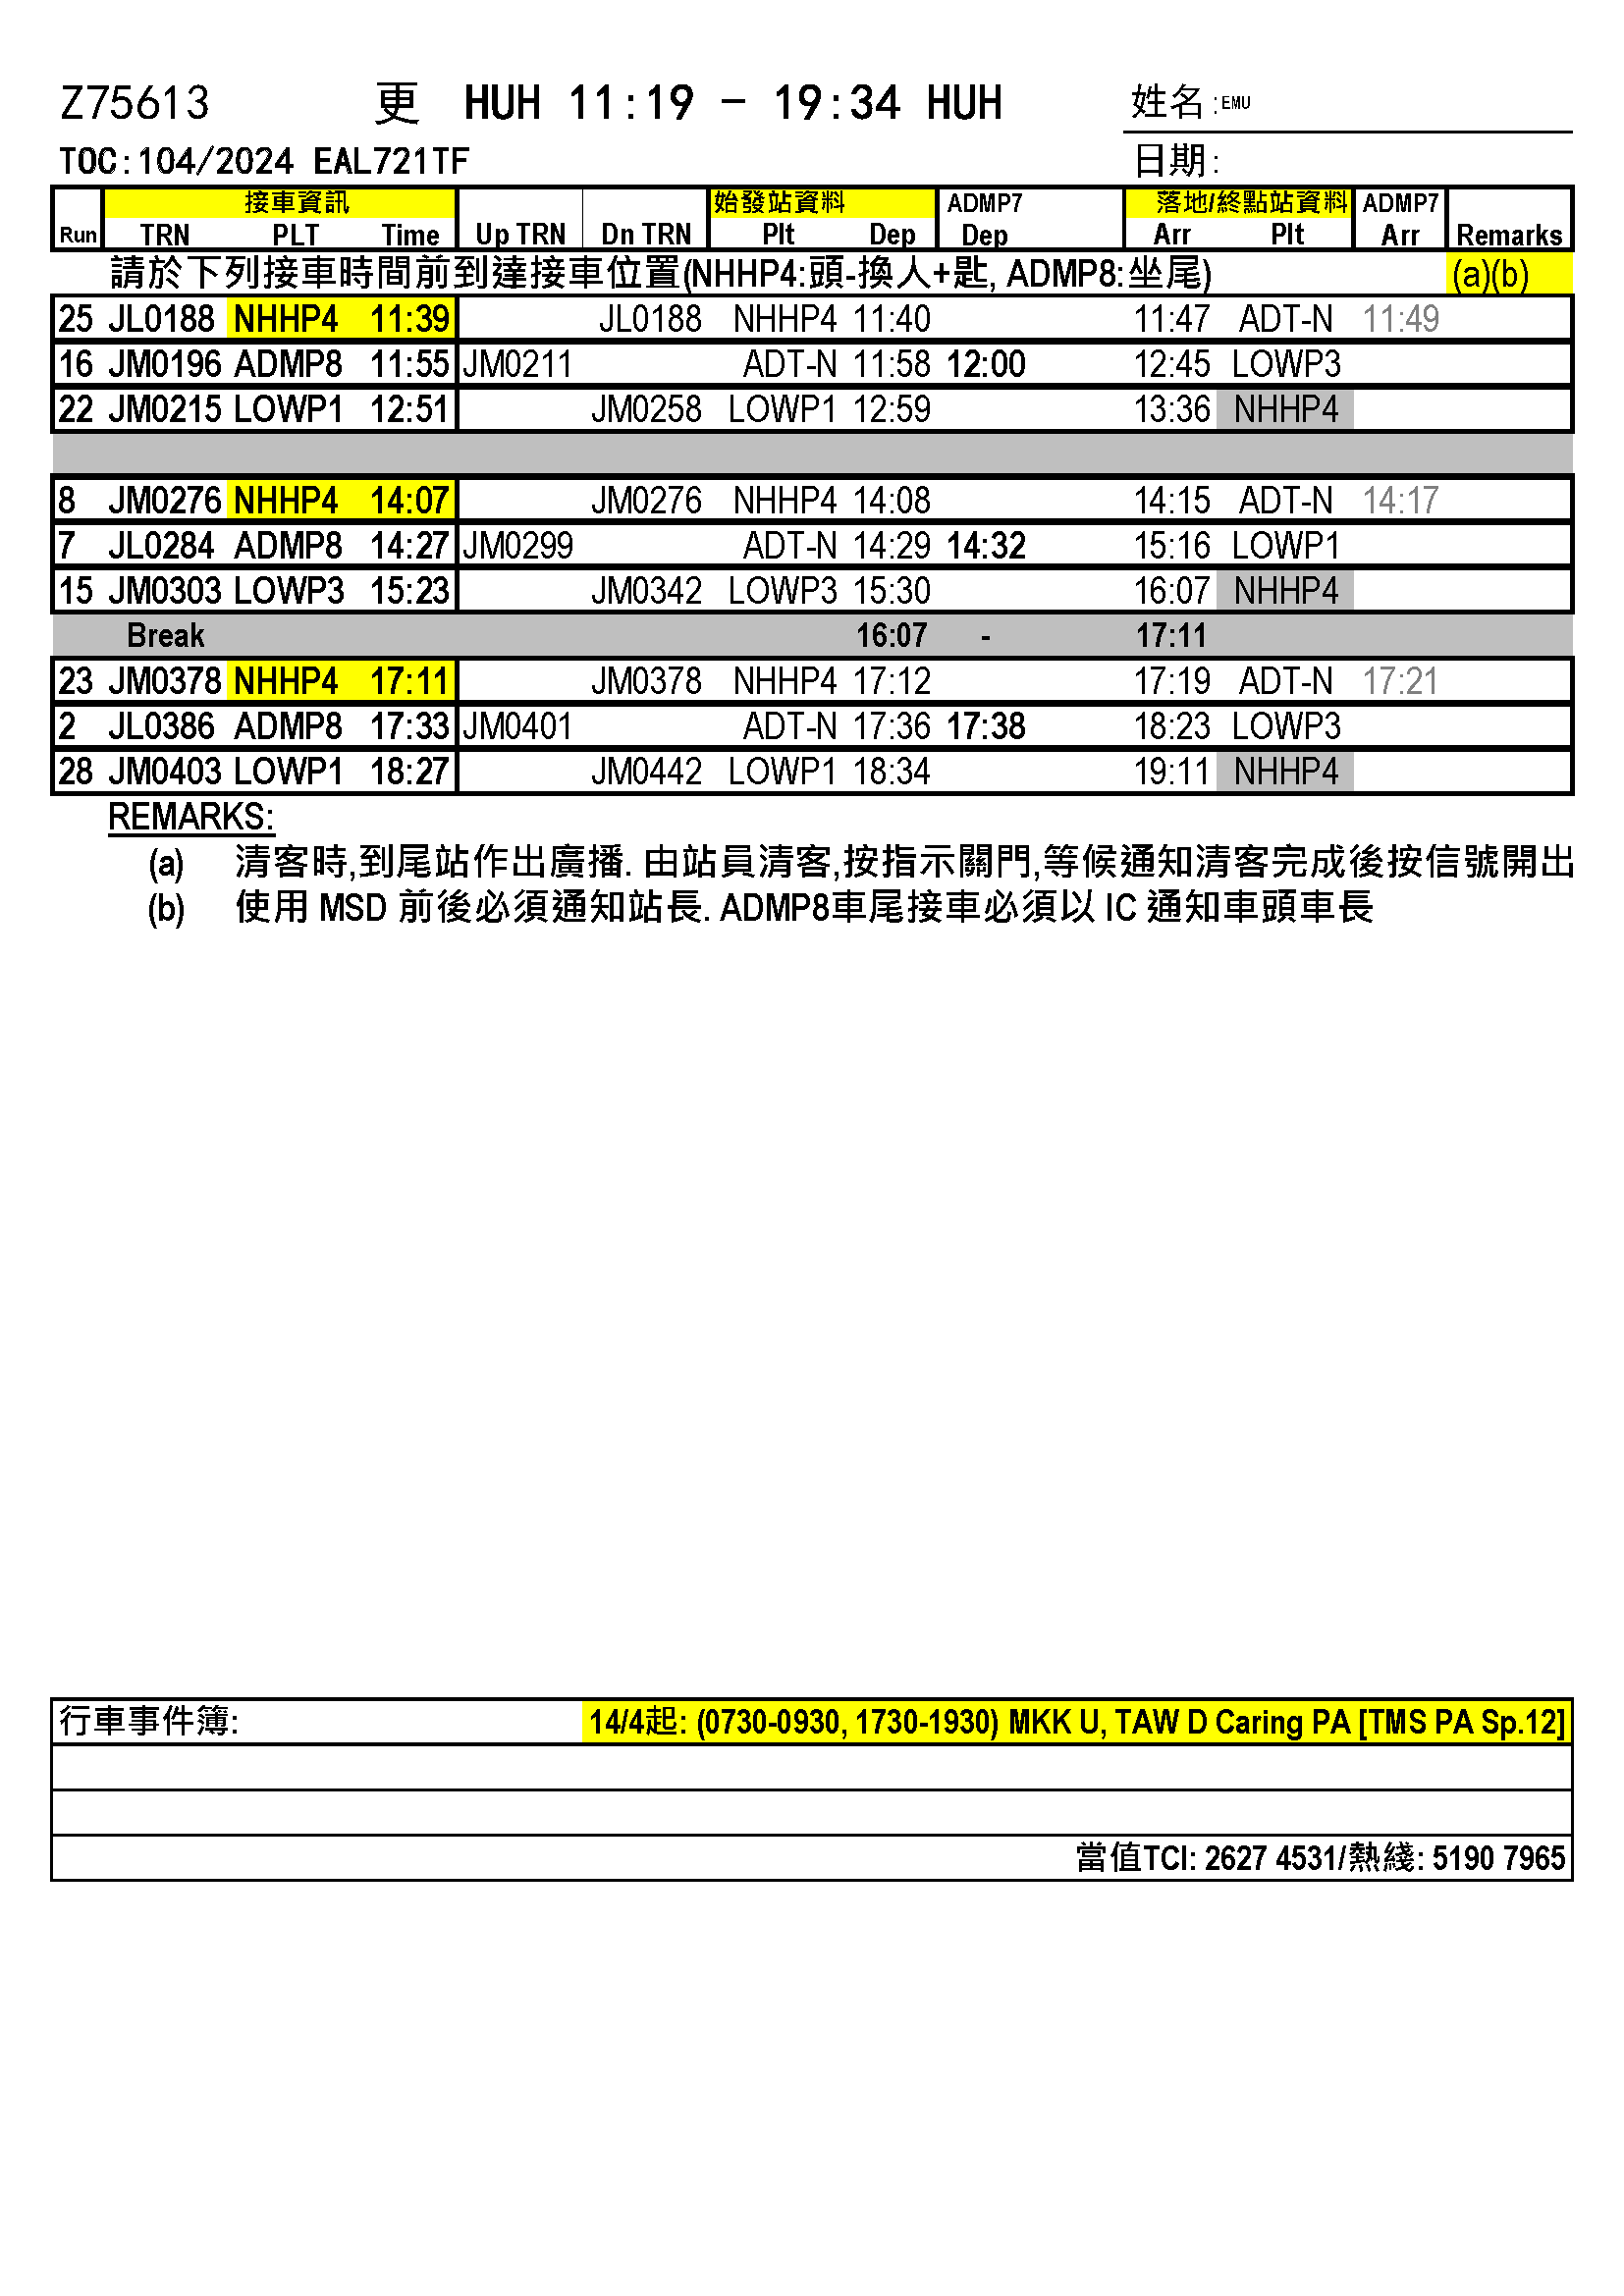 Z75613 更 HUH 11:19 - 19:34 HUH 姓名:EMU
TOC:104/2024 EAL721TF 日期:
接車資訊 始發站資料 ADMP7 落地/終點站資料 ADMP7
Run TRN PLT Time Up TRN Dn TRN Plt Dep Dep Arr Plt Arr Remarks
請於下列接車時間前到達接車位置(NHHP4:頭-換人+匙, ADMP8:坐尾) (a)(b)
25 JL0188 NHHP4 11:39 JL0188 NHHP4 11:40 11:47 ADT-N 11:49
16 JM0196 ADMP8 11:55 JM0211 ADT-N 11:58 12:00 12:45 LOWP3
22 JM0215 LOWP1 12:51 JM0258 LOWP1 12:59 13:36 NHHP4
8 JM0276 NHHP4 14:07 JM0276 NHHP4 14:08 14:15 ADT-N 14:17
7 JL0284 ADMP8 14:27 JM0299 ADT-N 14:29 14:32 15:16 LOWP1
15 JM0303 LOWP3 15:23 JM0342 LOWP3 15:30 16:07 NHHP4
Break 16:07 - 17:11
23 JM0378 NHHP4 17:11 JM0378 NHHP4 17:12 17:19 ADT-N 17:21
2 JL0386 ADMP8 17:33 JM0401 ADT-N 17:36 17:38 18:23 LOWP3
28 JM0403 LOWP1 18:27 JM0442 LOWP1 18:34 19:11 NHHP4
REMARKS:
(a) 清客時,到尾站作出廣播. 由站員清客,按指示關門,等候通知清客完成後按信號開出
(b) 使用 MSD 前後必須通知站長. ADMP8車尾接車必須以 IC 通知車頭車長
行車事件簿: 14/4起: (0730-0930, 1730-1930) MKK U, TAW D Caring PA [TMS PA Sp.12]
當值TCI: 2627 4531/熱綫: 5190 7965